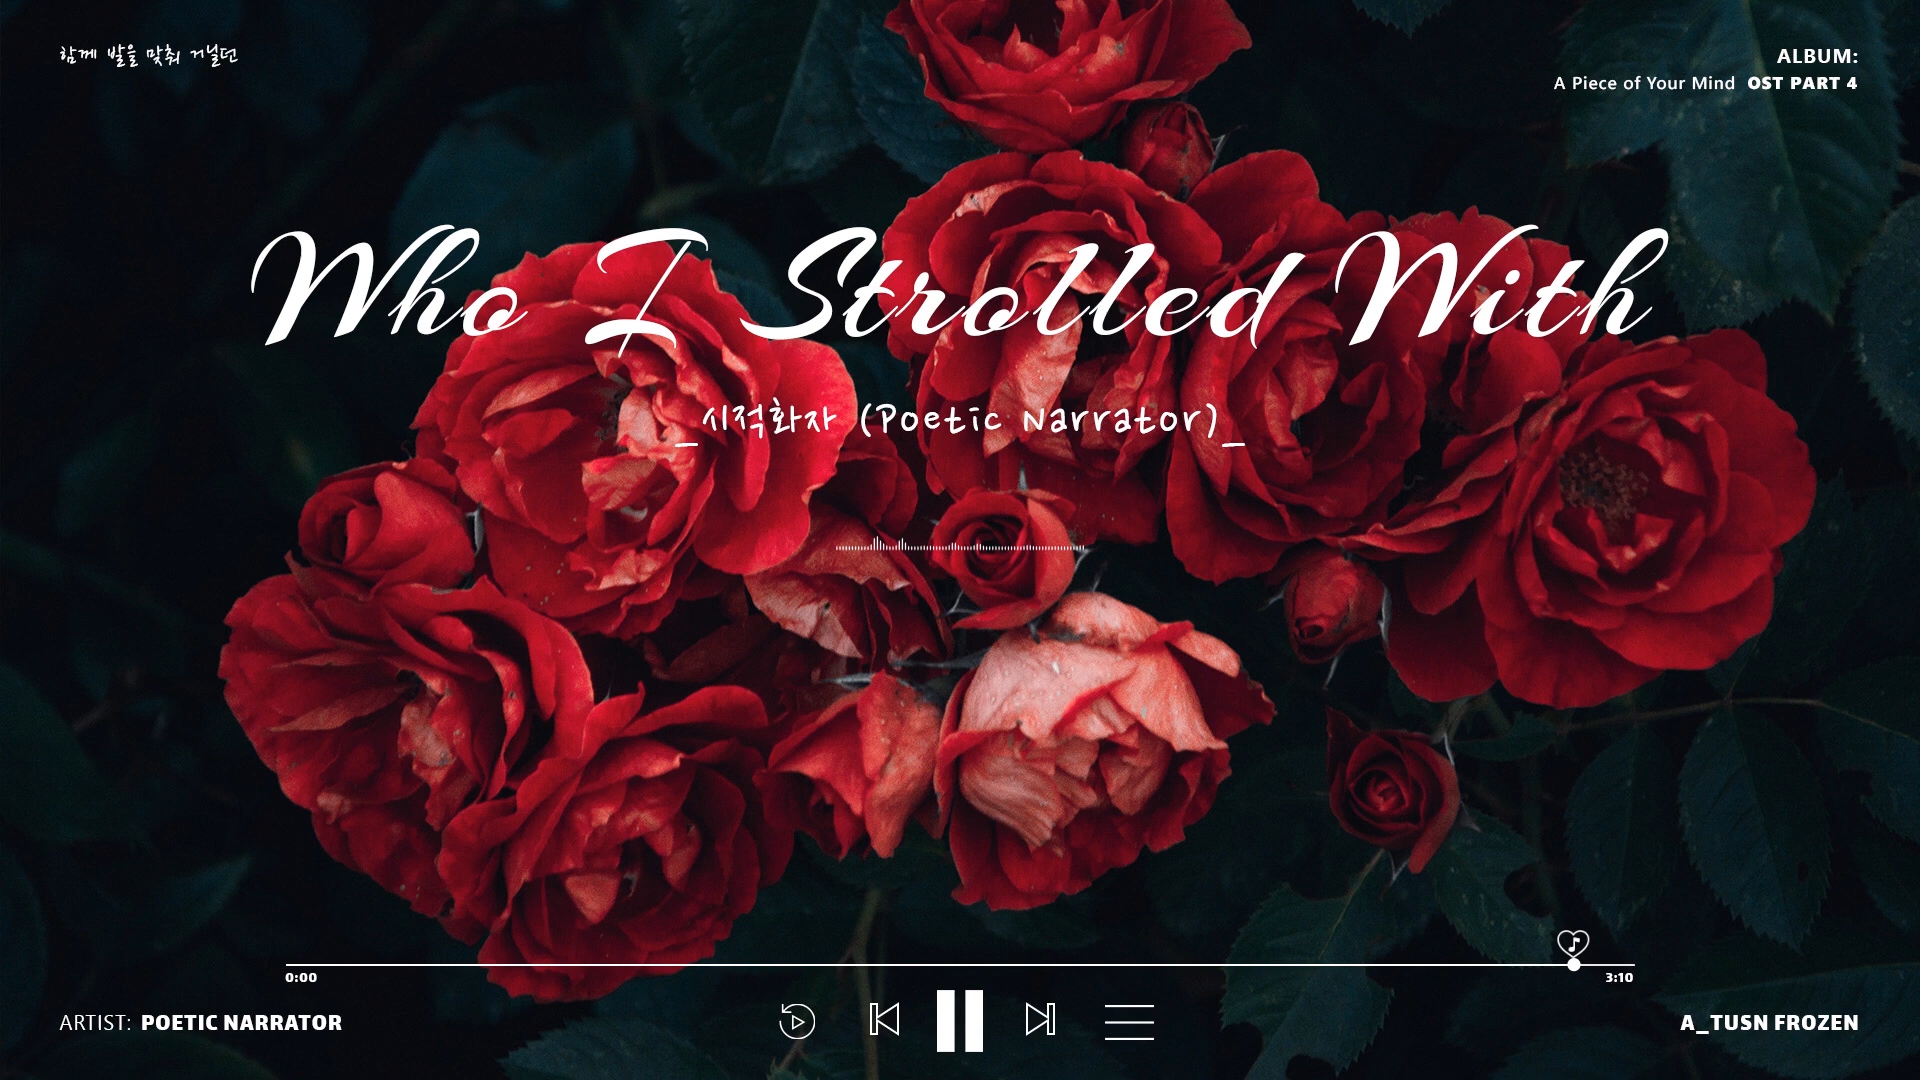 함께 발을 맞춰 거닐던
ALBUM:
A Piece of Your Mind OST PART 4
Who I Strolled With
_시적화자 (Poetic Narrator)_
0:00
3:10
ARTIST: POETIC NARRATOR
A_TUSN FROZEN